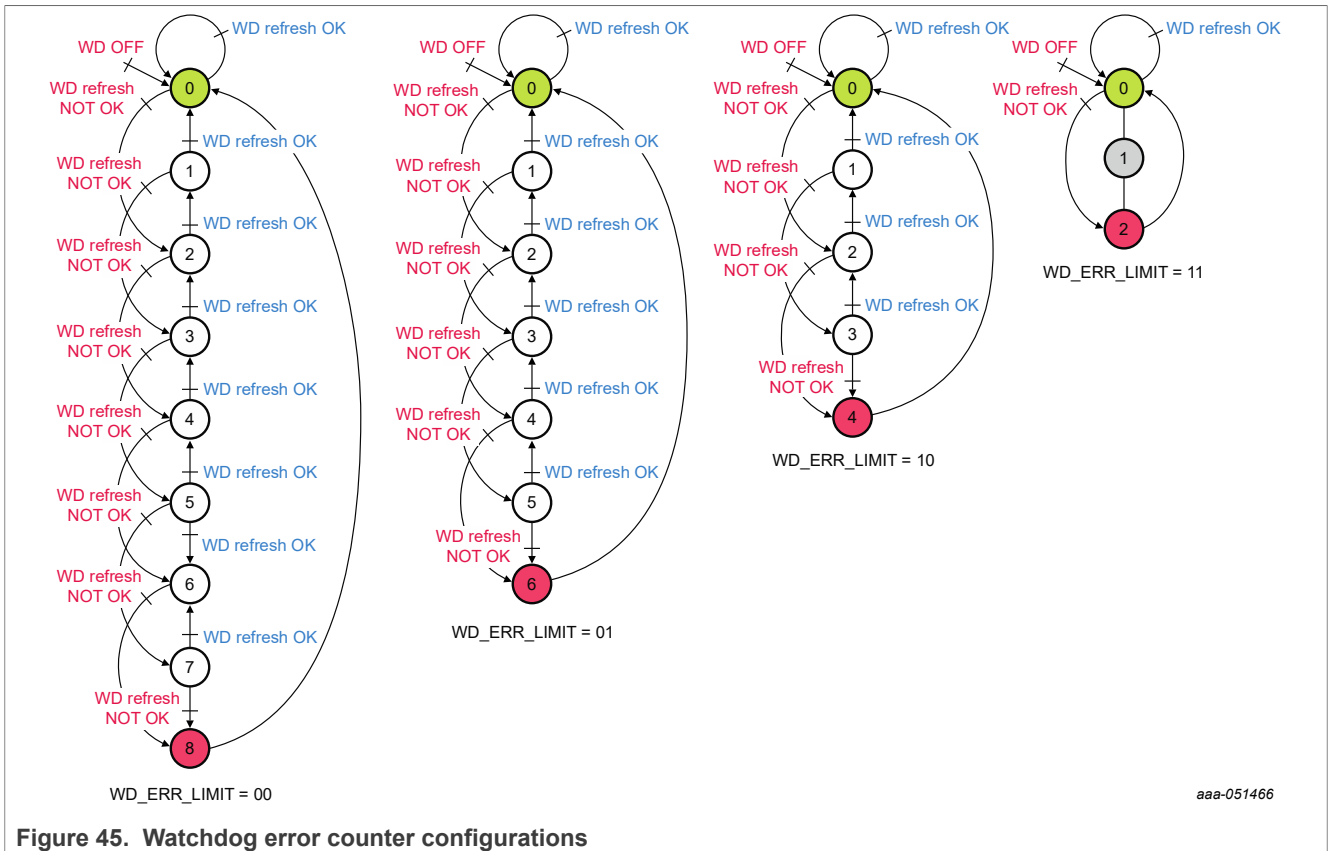 WD refresh OK
WD OFF
WD refresh
NOT OK
0
WD refresh OK
WD refresh
NOT OK
1
WD refresh OK
WD refresh
NOT OK
2
WD refresh OK
WD refresh
NOT OK
3
WD refresh OK
WD refresh
NOT OK
4
WD refresh OK
WD refresh
NOT OK
5
WD refresh OK
WD refresh
NOT OK
6
WD refresh OK
7
WD refresh
NOT OK
8
WD_ERR_LIMIT = 00
WD refresh OK
WD OFF
WD refresh
NOT OK
0
WD refresh OK
WD refresh
NOT OK
1
WD refresh OK
WD refresh
NOT OK
2
WD refresh OK
WD refresh
NOT OK
3
WD refresh OK
WD refresh
NOT OK
4
WD refresh OK
5
WD refresh
NOT OK
6
WD_ERR_LIMIT = 01
WD refresh OK
WD OFF
WD refresh
NOT OK
0
WD refresh OK
WD refresh
NOT OK
1
WD refresh OK
WD refresh
NOT OK
2
WD refresh OK
3
WD refresh
NOT OK
4
WD_ERR_LIMIT = 10
WD refresh OK
WD OFF
WD refresh
NOT OK
0
1
2
WD_ERR_LIMIT = 11
aaa-051466
Figure 45. Watchdog error counter configurations